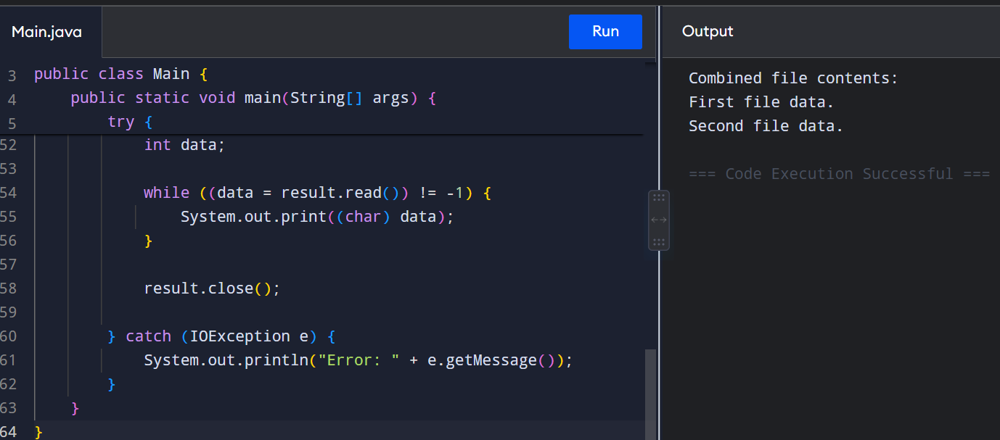 Main.java
Run
Output
3 public class Main {
4 public static void main(String[] args) {
5 try {
52 int data;
53
54 while ((data = result.read()) != -1) {
55 System.out.print((char) data);
56 }
57
58 result.close();
59
60 } catch (IOException e) {
61 System.out.println("Error: " + e.getMessage());
62 }
63 }
64 }
Combined file contents:
First file data.
Second file data.
=== Code Execution Successful ===